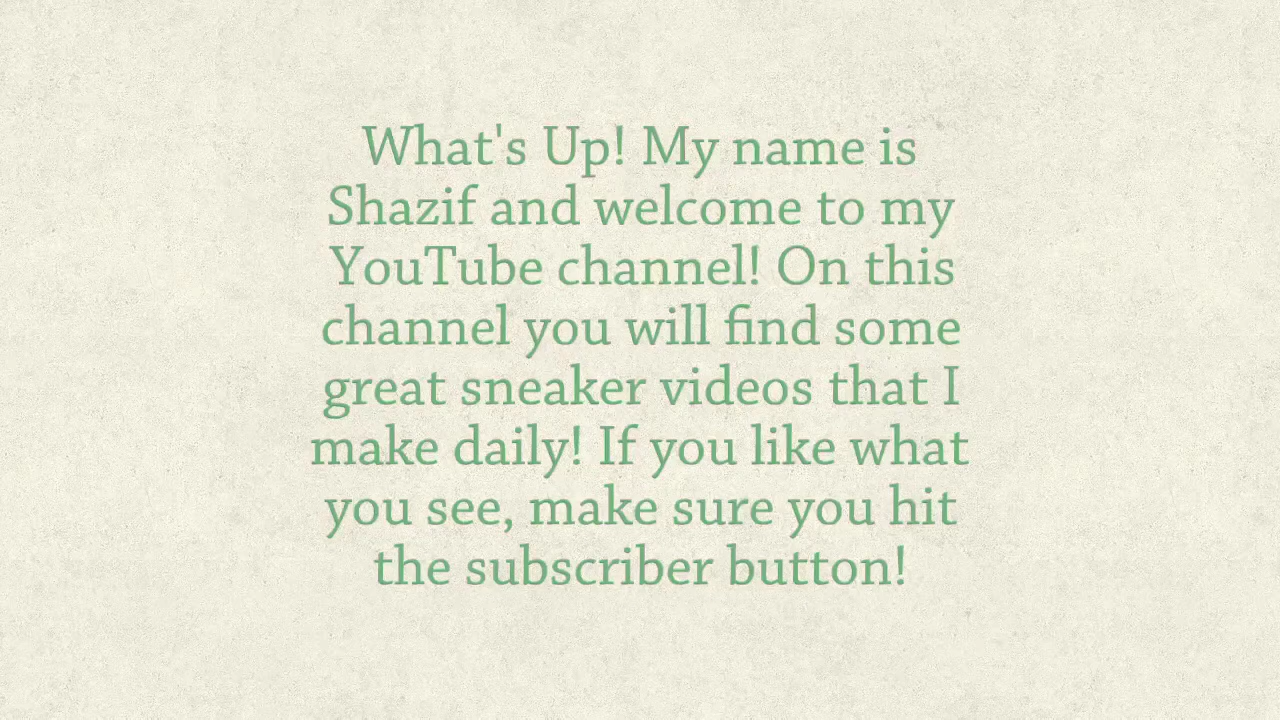 What's Up! My name is
Shazif and welcome to my
YouTube channel! On this
channel you will find some
great sneaker videos that I
make daily! If you like what
you see, make sure you hit
the subscriber button!